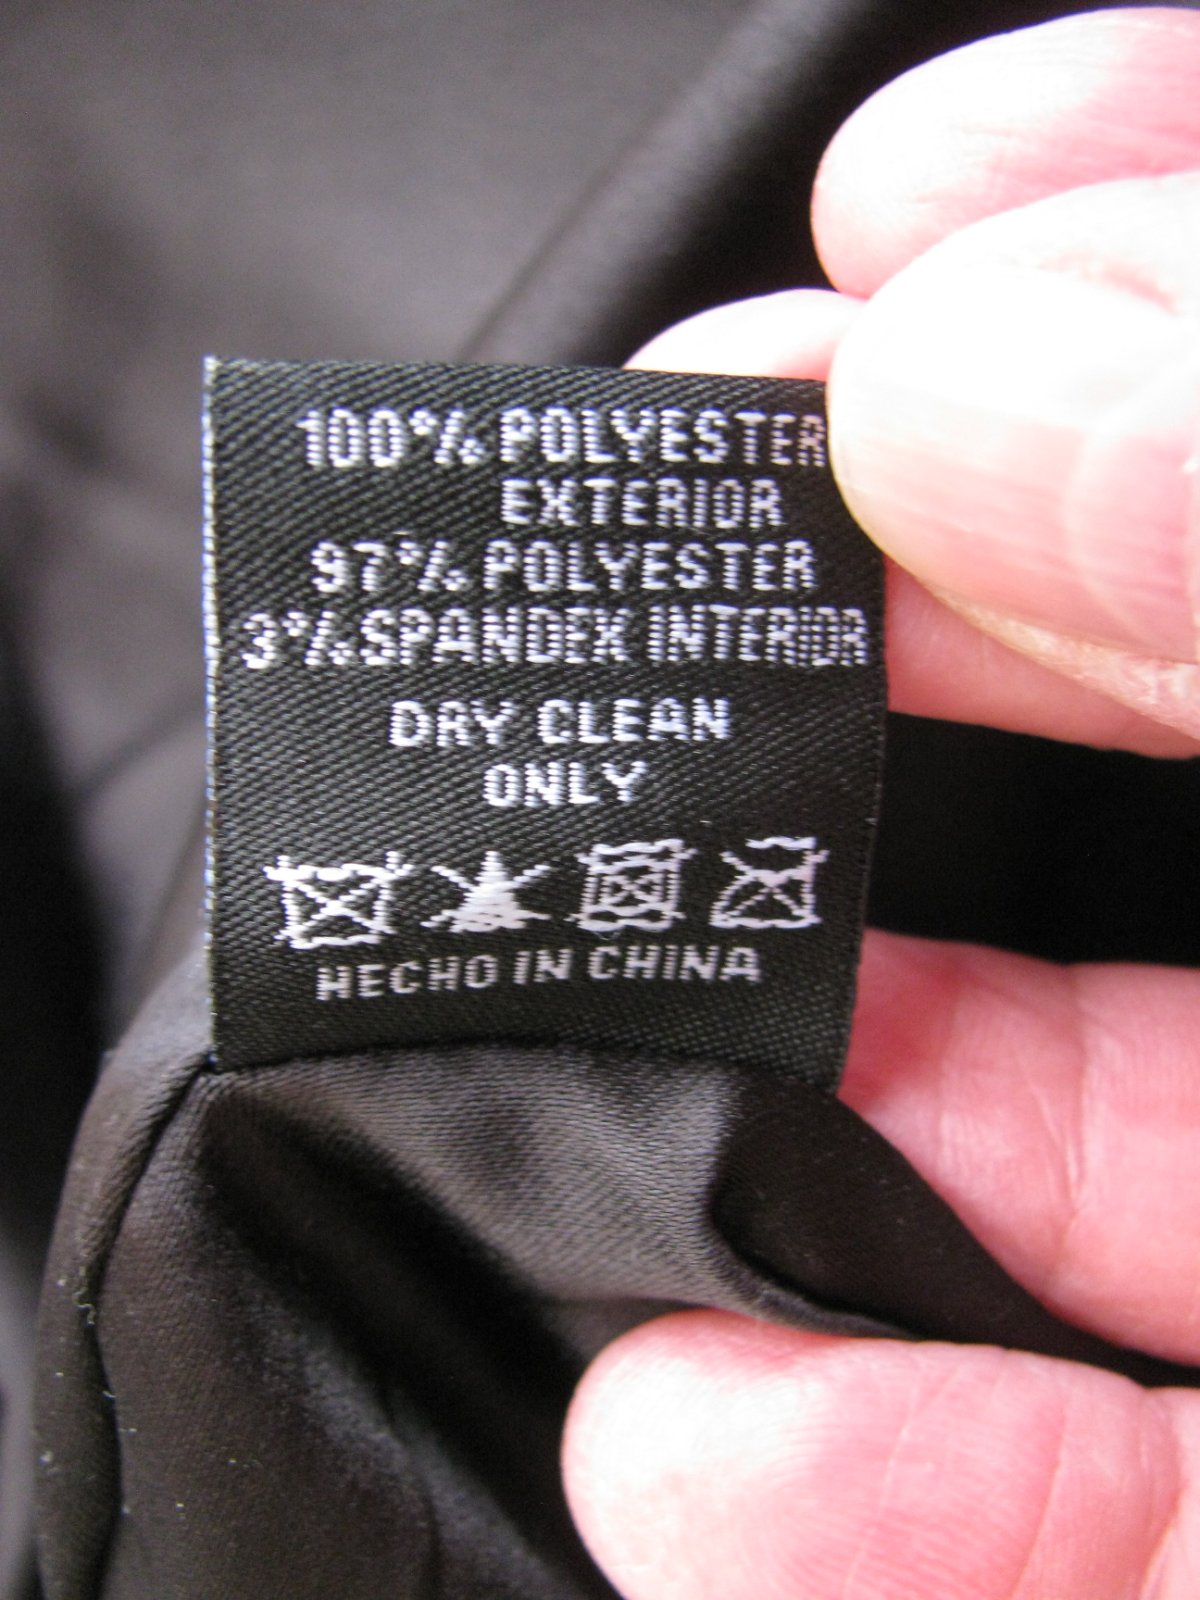 100% POLYESTER
EXTERIOR
97% POLYESTER
3% SPANDEX INTERIOR
DRY CLEAN
ONLY
HECHO IN CHINA